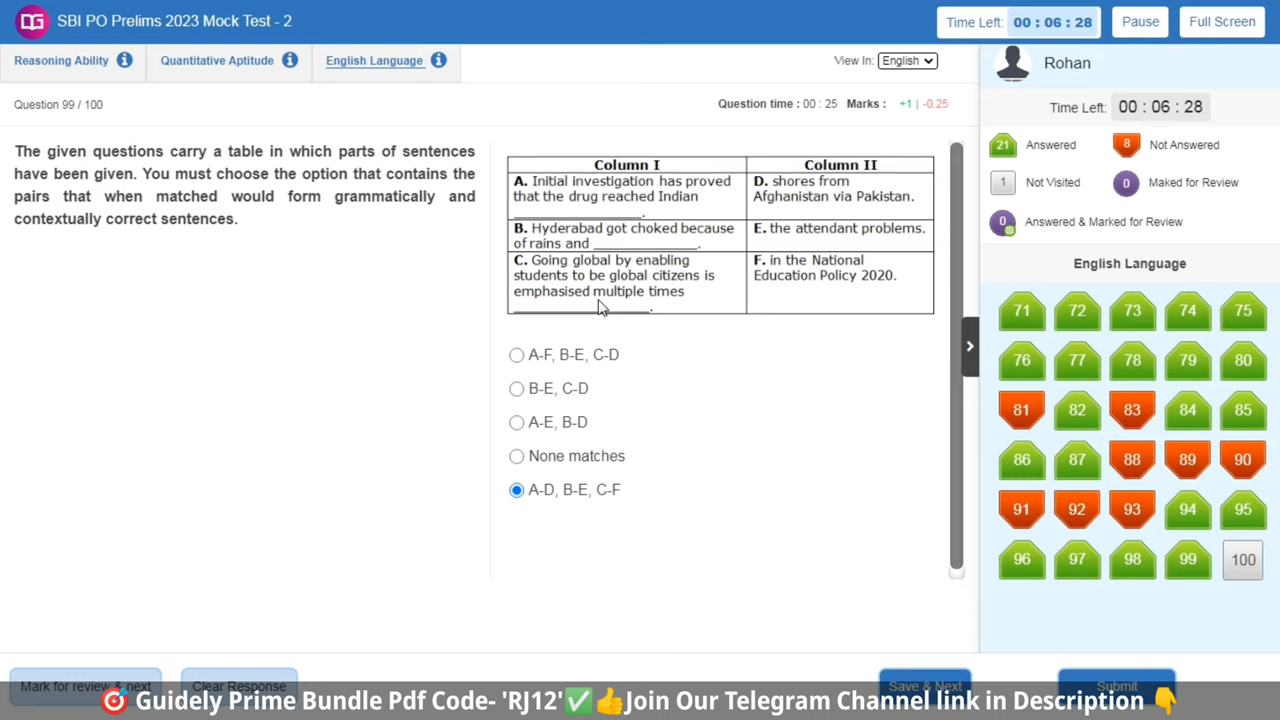 SBI PO Prelims 2023 Mock Test - 2
Time Left: 00 : 06 : 28
Pause
Full Screen
Reasoning Ability
Quantitative Aptitude
English Language
View In: English
Rohan
Question 99 / 100
Question time : 00 : 25 Marks : +1 | -0.25
Time Left: 00 : 06 : 28
The given questions carry a table in which parts of sentences
have been given. You must choose the option that contains the
pairs that when matched would form grammatically and
contextually correct sentences.
Column I
Column II
A. Initial investigation has proved
that the drug reached Indian
____________________.
D. shores from
Afghanistan via Pakistan.
B. Hyderabad got choked because
of rains and ________________.
E. the attendant problems.
C. Going global by enabling
students to be global citizens is
emphasised multiple times
_____________________.
F. in the National
Education Policy 2020.
A-F, B-E, C-D
B-E, C-D
A-E, B-D
None matches
A-D, B-E, C-F
21 Answered
8 Not Answered
1 Not Visited
0 Maked for Review
0 Answered & Marked for Review
English Language
71 72 73 74 75
76 77 78 79 80
81 82 83 84 85
86 87 88 89 90
91 92 93 94 95
96 97 98 99 100
Mark for review & next
Clear Response
Save & Next
Submit
🎯 Guidely Prime Bundle Pdf Code- 'RJ12'✅👍Join Our Telegram Channel link in Description 👇